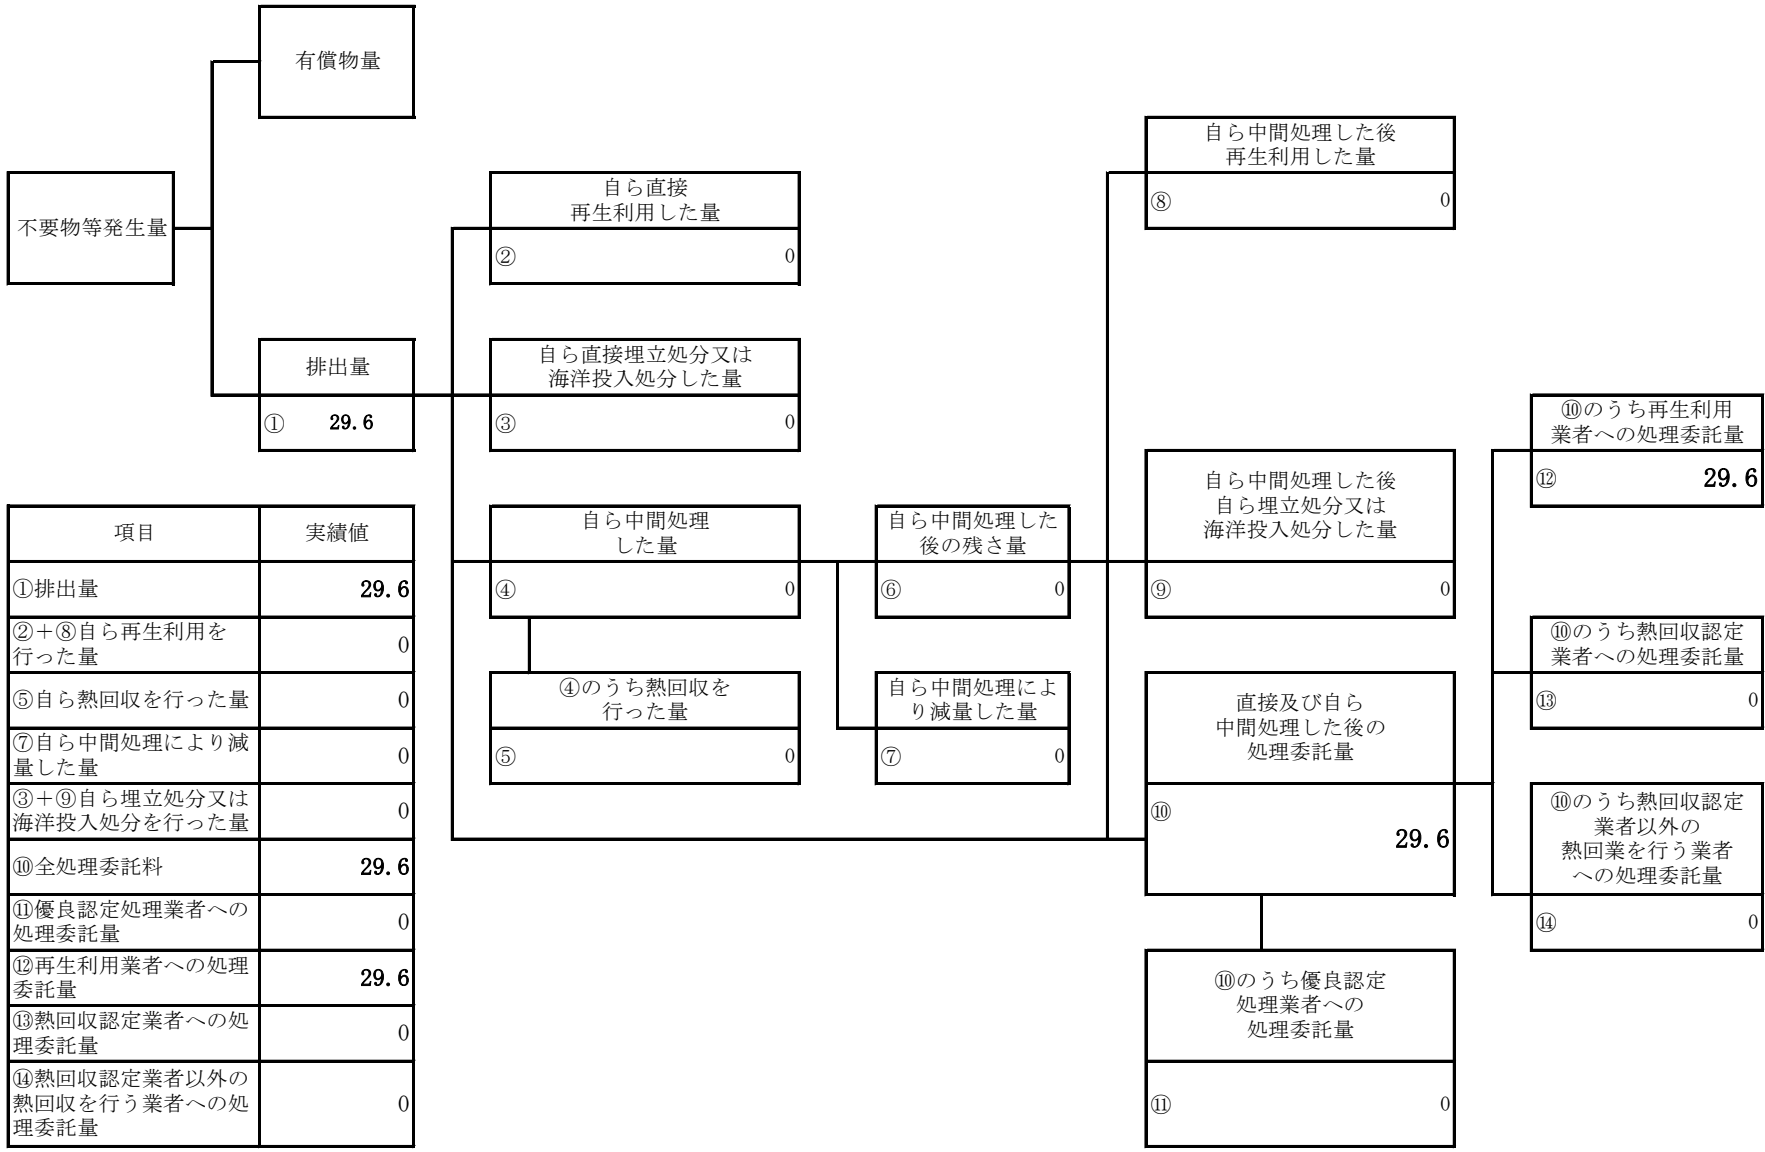 有償物量
不要物等発生量
排出量
① 29.6
自ら直接
再生利用した量
② 0
自ら直接埋立処分又は
海洋投入処分した量
③ 0
自ら中間処理
した量
④ 0
④のうち熱回収を
行った量
⑤ 0
自ら中間処理した
後の残さ量
⑥ 0
自ら中間処理によ
り減量した量
⑦ 0
自ら中間処理した後
再生利用した量
⑧ 0
自ら中間処理した後
自ら埋立処分又は
海洋投入処分した量
⑨ 0
直接及び自ら
中間処理した後の
処理委託量
⑩
29.6
⑩のうち優良認定
処理業者への
処理委託量
⑪ 0
⑩のうち再生利用
業者への処理委託量
⑫ 29.6
⑩のうち熱回収認定
業者への処理委託量
⑬ 0
⑩のうち熱回収認定
業者以外の
熱回業を行う業者
への処理委託量
⑭ 0
項目 実績値
①排出量 29.6
②＋⑧自ら再生利用を
行った量 0
⑤自ら熱回収を行った量 0
⑦自ら中間処理により減
量した量 0
③＋⑨自ら埋立処分又は
海洋投入処分を行った量 0
⑩全処理委託料 29.6
⑪優良認定処理業者への
処理委託量 0
⑫再生利用業者への処理
委託量 29.6
⑬熱回収認定業者への処
理委託量 0
⑭熱回収認定業者以外の
熱回収を行う業者への処
理委託量 0